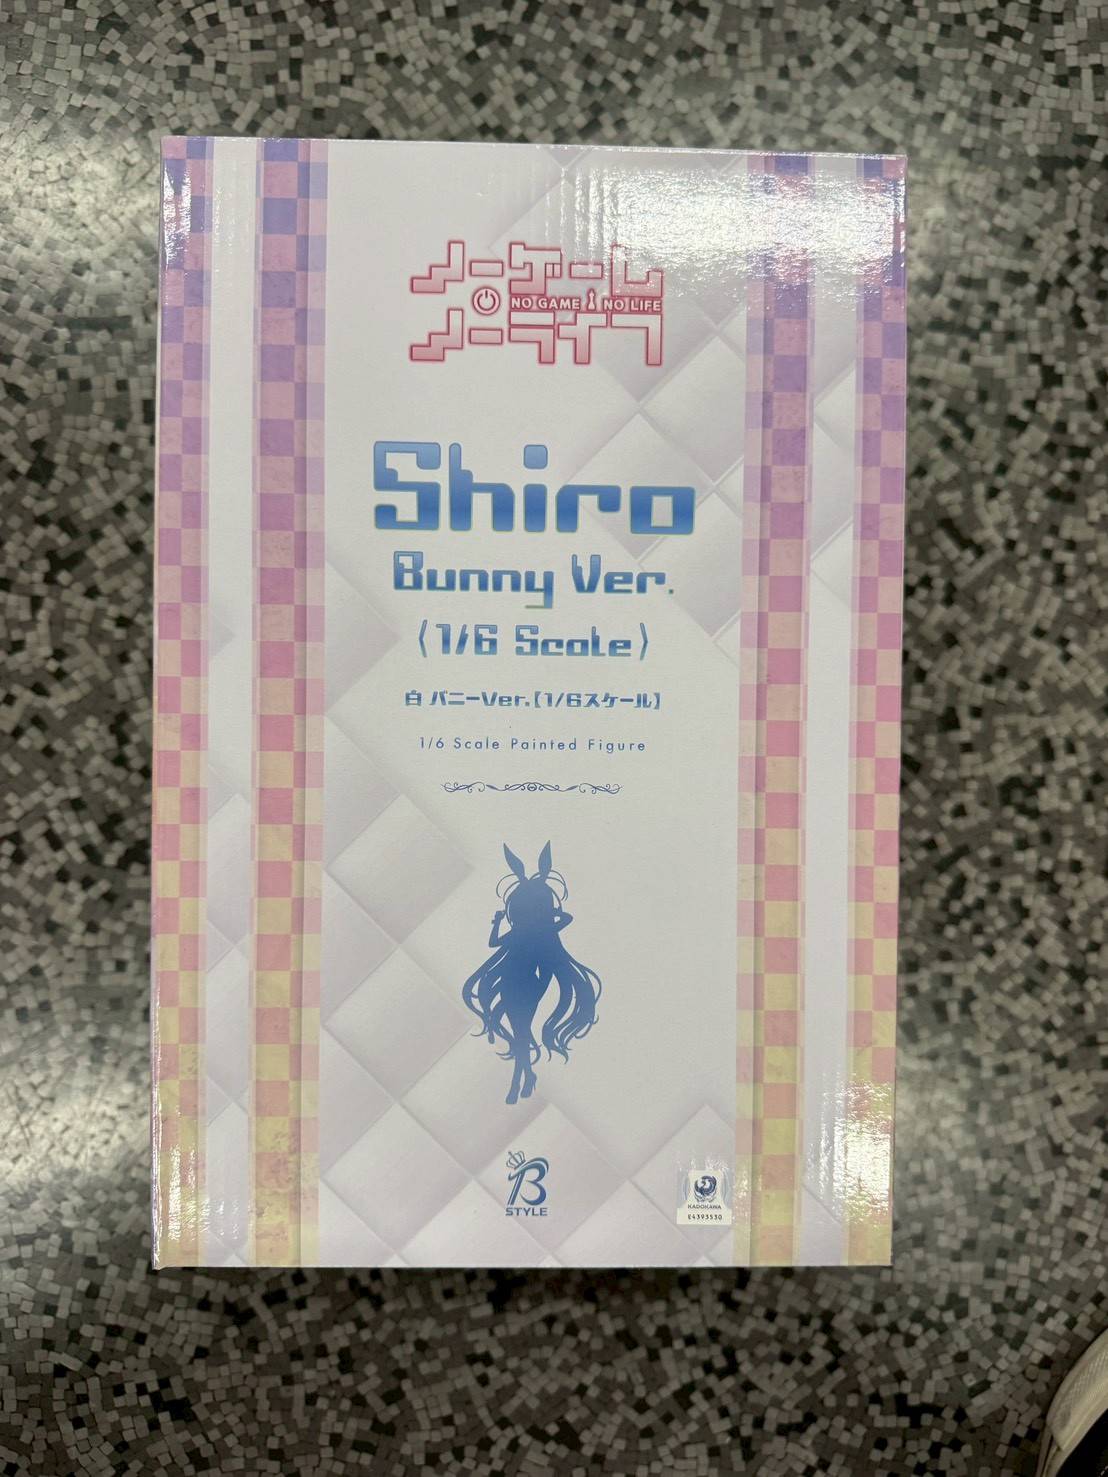 ノーゲーム
NO GAME NO LIFE
ノーライフ
Shiro
Bunny Ver.
〈1/6 Scale〉
白 バニーVer.【1/6スケール】
1/6 Scale Painted Figure
B
STYLE
KADOKAWA
E4393530